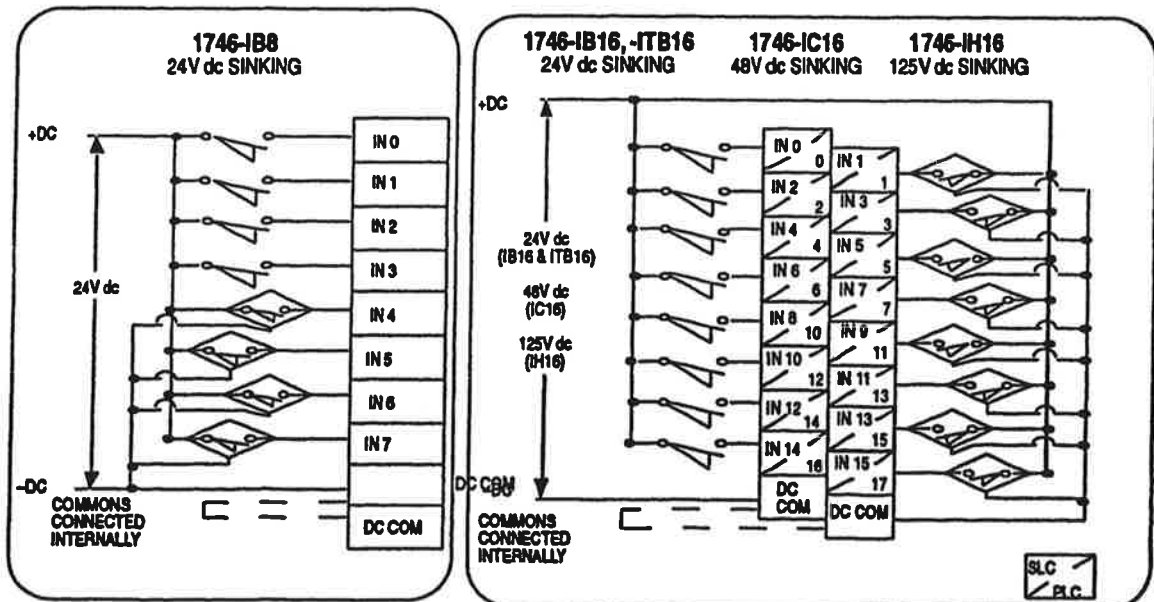 1746-IB8
24V dc SINKING
+DC
24V dc
IN 0
IN 1
IN 2
IN 3
IN 4
IN 5
IN 6
IN 7
–DC
COMMONS
CONNECTED
INTERNALLY
DC COM
DC COM
1746-IB16, -ITB16
24V dc SINKING
1746-IC16
48V dc SINKING
1746-IH16
125V dc SINKING
+DC
24V dc
(IB16 & ITB16)
48V dc
(IC16)
125V dc
(IH16)
IN 0
0
IN 1
1
IN 2
2
IN 3
3
IN 4
4
IN 5
5
IN 6
6
IN 7
7
IN 8
10
IN 9
11
IN 10
12
IN 11
13
IN 12
14
IN 13
15
IN 14
16
IN 15
17
DC
COM
DC COM
COMMONS
CONNECTED
INTERNALLY
SLC
PLC